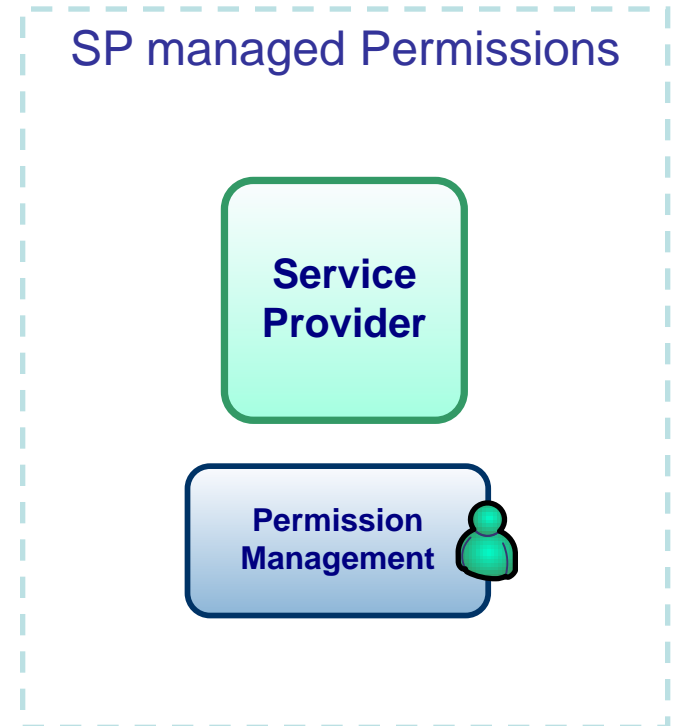 SP managed Permissions
Service
Provider
Permission
Management